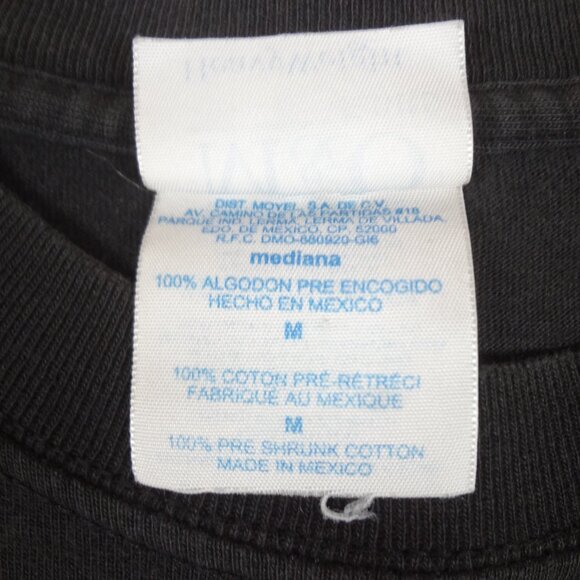 DIST. MOYEL, S.A. DE C.V.
AV. CAMINO DE LAS PARTIDAS #18
PARQUE IND. LERMA, LERMA DE VILLADA
EDO. DE MEXICO, CP. 52000
R.F.C. DMO-880920-GI6
mediana
100% ALGODON PRE ENCOGIDO
HECHO EN MEXICO
M
100% COTON PRÉ-RÉTRÉCI
FABRIQUÉ AU MEXIQUE
M
100% PRE SHRUNK COTTON
MADE IN MEXICO